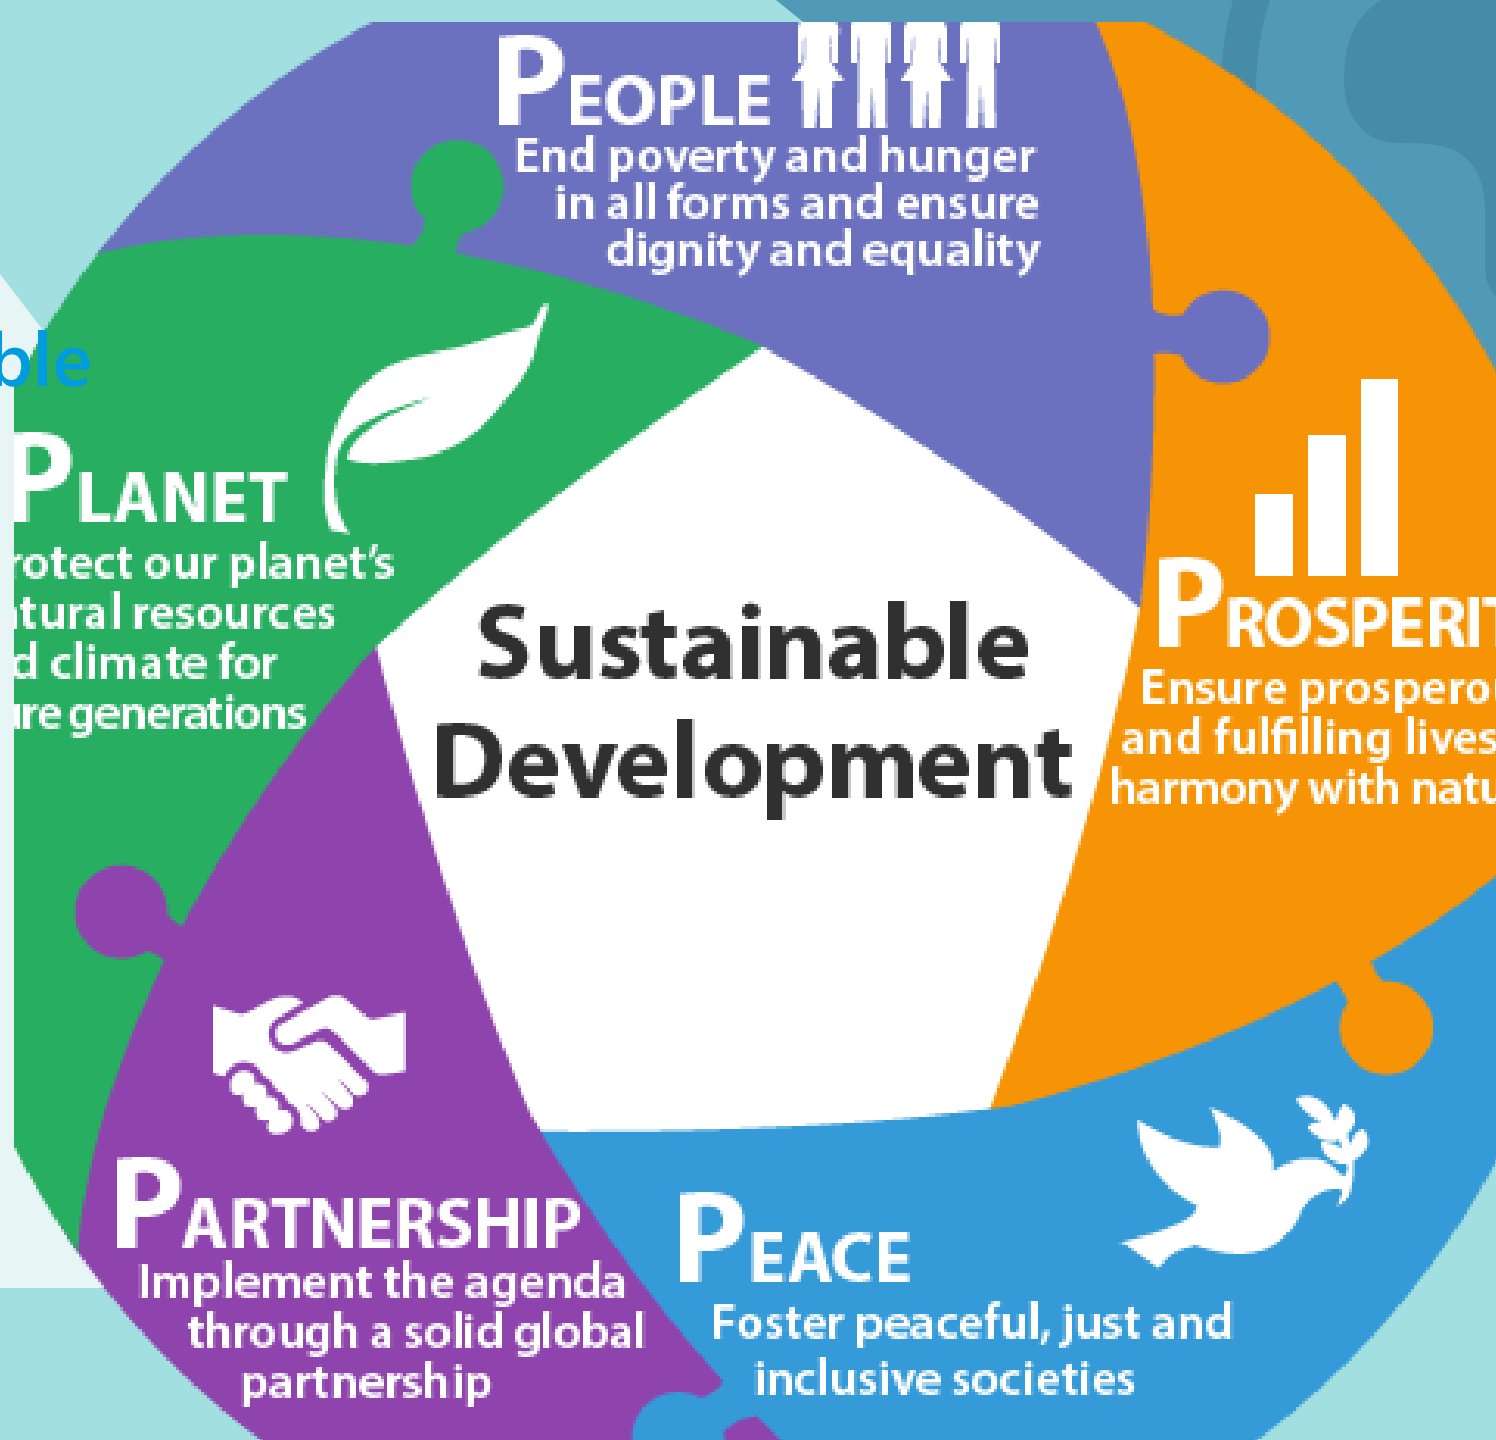 PEOPLE
End poverty and hunger
in all forms and ensure
dignity and equality
ble
PLANET
rotect our planet's
tural resources
d climate for
ure generations
Sustainable
Development
PROSPERIT
Ensure prospero
and fulfilling lives
harmony with natu
PARTNERSHIP
Implement the agenda
through a solid global
partnership
PEACE
Foster peaceful, just and
inclusive societies